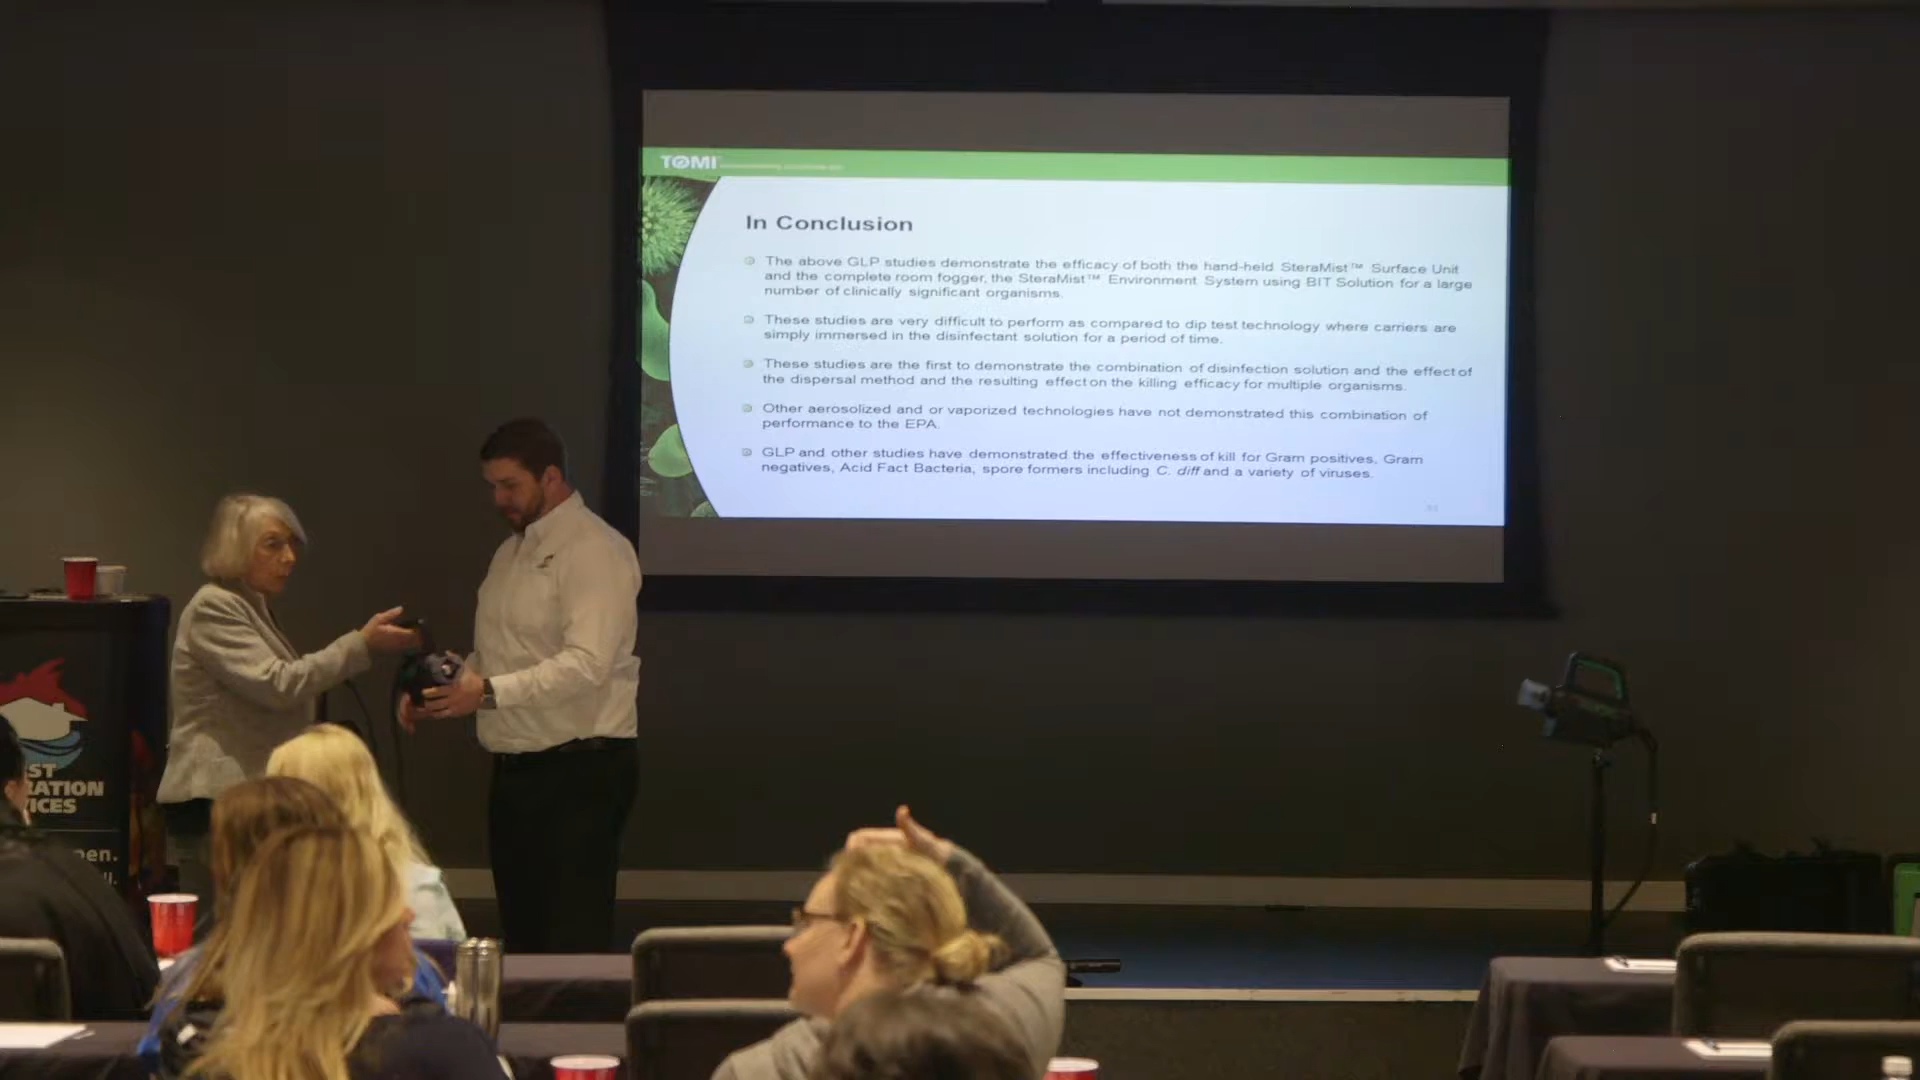 TOMI
In Conclusion
The above GLP studies demonstrate the efficacy of both the hand-held SteraMist™ Surface Unit
and the complete room fogger, the SteraMist™ Environment System using BIT Solution for a large
number of clinically significant organisms.
These studies are very difficult to perform as compared to dip test technology where carriers are
simply immersed in the disinfectant solution for a period of time.
These studies are the first to demonstrate the combination of disinfection solution and the effect of
the dispersal method and the resulting effect on the killing efficacy for multiple organisms.
Other aerosolized and or vaporized technologies have not demonstrated this combination of
performance to the EPA.
GLP and other studies have demonstrated the effectiveness of kill for Gram positives, Gram
negatives, Acid Fact Bacteria, spore formers including C. diff and a variety of viruses.
ST
RATION
VICES
pen.
ll.